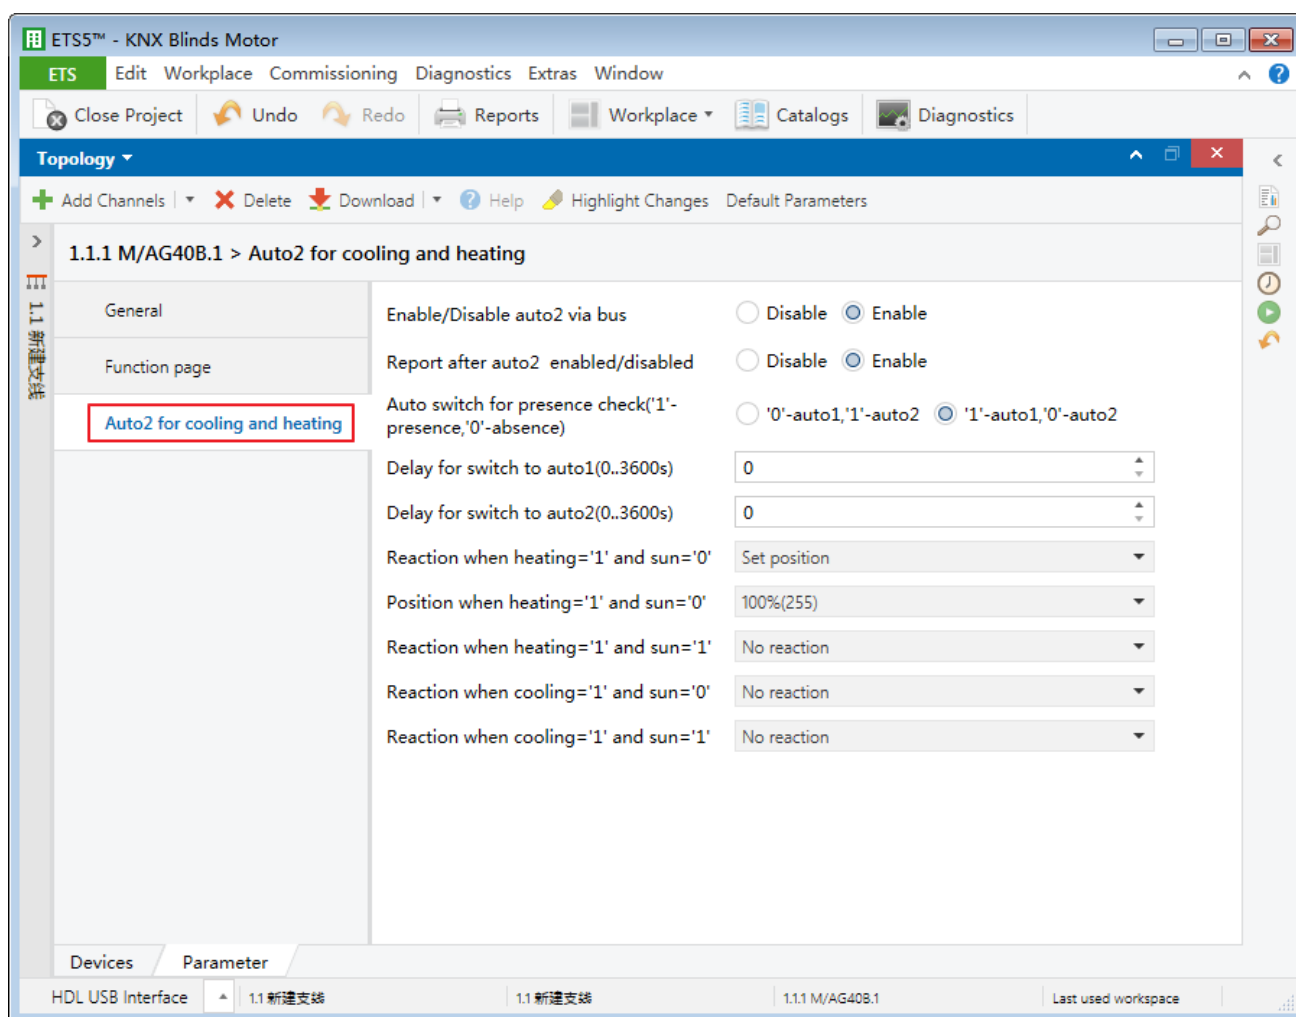 ETS5™ - KNX Blinds Motor
ETS Edit Workplace Commissioning Diagnostics Extras Window
Close Project Undo Redo Reports Workplace Catalogs Diagnostics
Topology
Add Channels Delete Download Help Highlight Changes Default Parameters
1.1.1 M/AG40B.1 > Auto2 for cooling and heating
1.1 新建支线
General
Function page
Auto2 for cooling and heating
Enable/Disable auto2 via bus Disable Enable
Report after auto2 enabled/disabled Disable Enable
Auto switch for presence check('1'-
presence,'0'-absence) '0'-auto1,'1'-auto2 '1'-auto1,'0'-auto2
Delay for switch to auto1(0..3600s) 0
Delay for switch to auto2(0..3600s) 0
Reaction when heating='1' and sun='0' Set position
Position when heating='1' and sun='0' 100%(255)
Reaction when heating='1' and sun='1' No reaction
Reaction when cooling='1' and sun='0' No reaction
Reaction when cooling='1' and sun='1' No reaction
Devices Parameter
HDL USB Interface 1.1 新建支线 1.1 新建支线 1.1.1 M/AG40B.1 Last used workspace